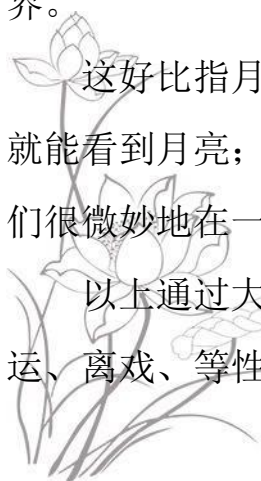 界。
这好比指月
就能看到月亮；
们很微妙地在一
以上通过大
运、离戏、等性